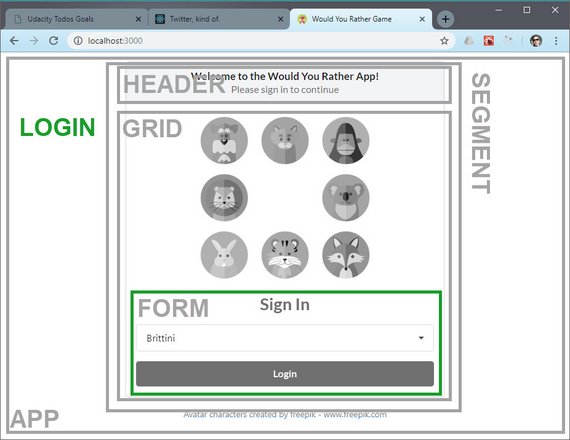 Udacity Todos Goals
Twitter, kind of.
Would You Rather Game
localhost:3000
Welcome to the Would You Rather App!
HEADER
Please sign in to continue
LOGIN
GRID
SEGMENT
FORM
Sign In
Brittini
Login
Avatar characters created by freepik - www.freepik.com
APP